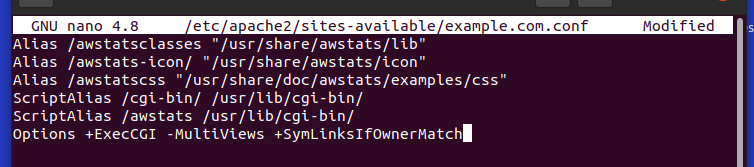 GNU nano 4.8 /etc/apache2/sites-available/example.com.conf Modified
Alias /awstatsclasses "/usr/share/awstats/lib"
Alias /awstats-icon/ "/usr/share/awstats/icon"
Alias /awstatscss "/usr/share/doc/awstats/examples/css"
ScriptAlias /cgi-bin/ /usr/lib/cgi-bin/
ScriptAlias /awstats /usr/lib/cgi-bin/
Options +ExecCGI -MultiViews +SymLinksIfOwnerMatch